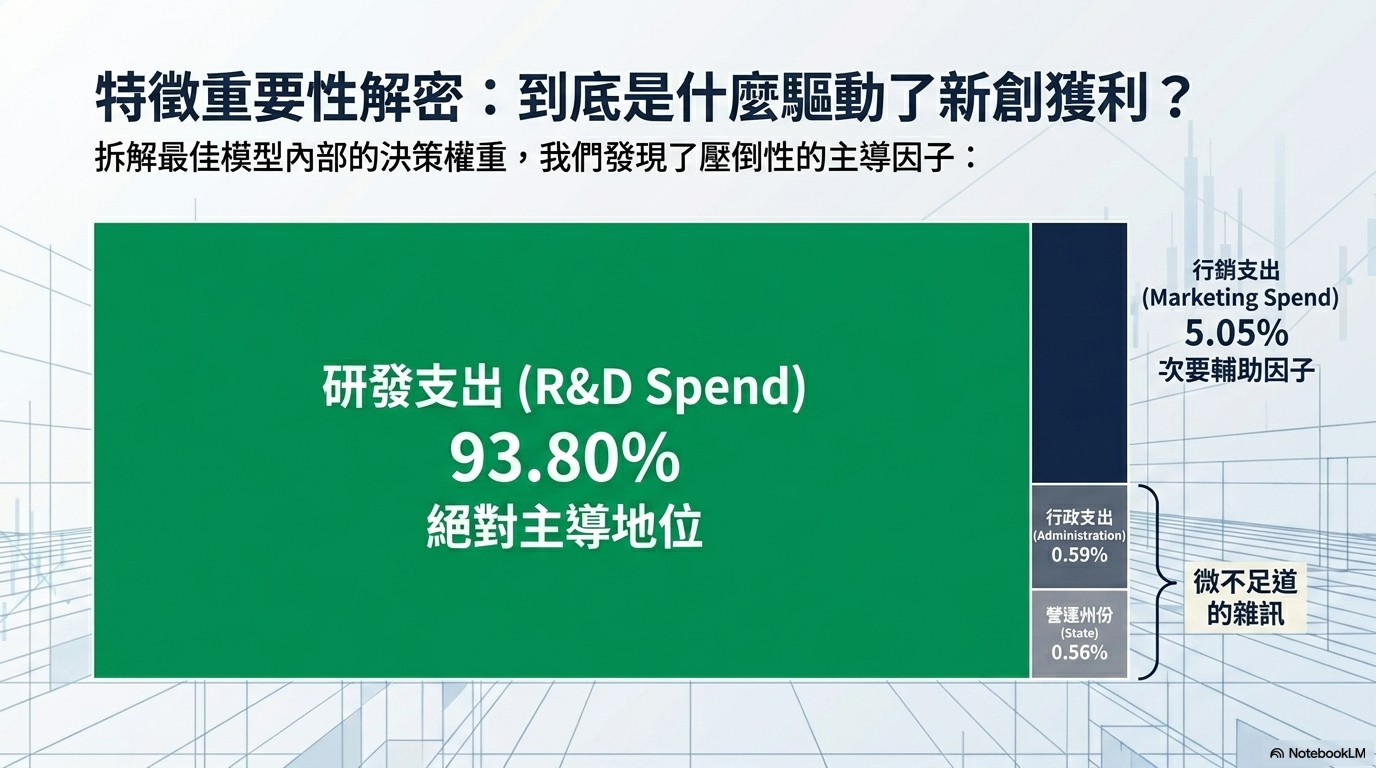 特徵重要性解密：到底是什麼驅動了新創獲利？
拆解最佳模型內部的決策權重，我們發現了壓倒性的主導因子：
研發支出 (R&D Spend)
93.80%
絕對主導地位
行銷支出
(Marketing Spend)
5.05%
次要輔助因子
行政支出
(Administration)
0.59%
營運州份
(State)
0.56%
微不足道
的雜訊
NotebookLM